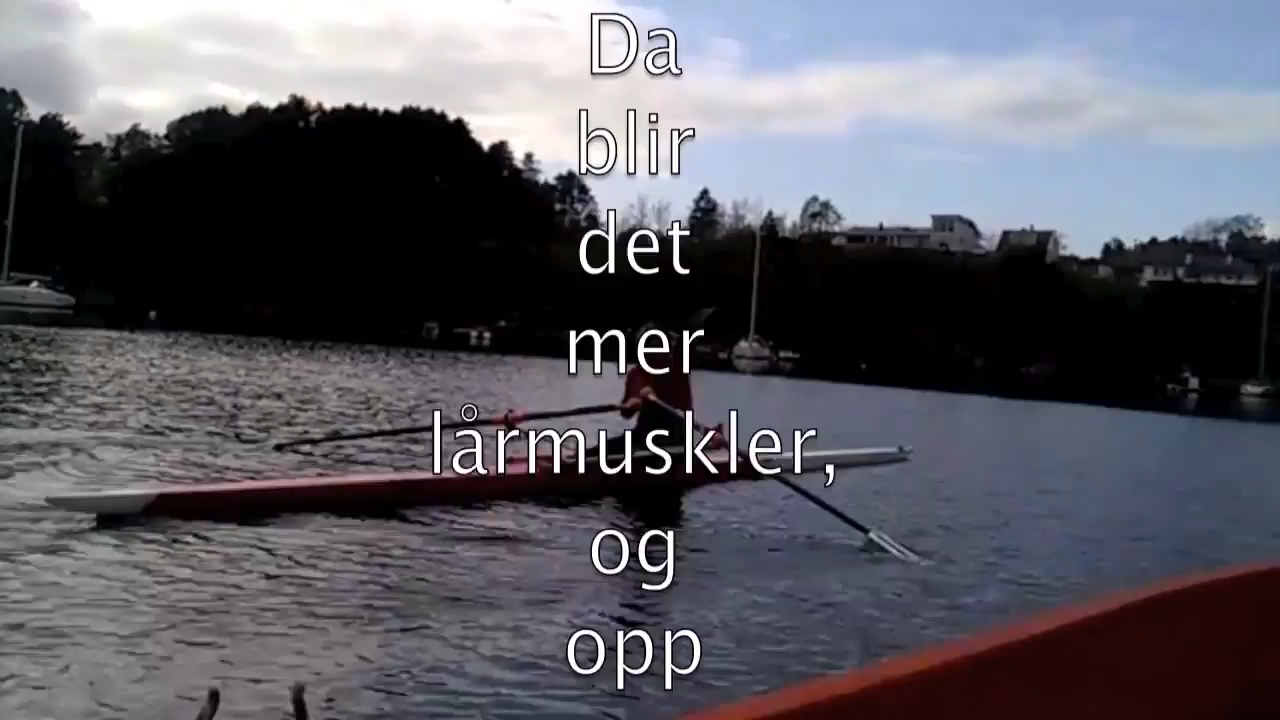 Da
blir
det
mer
lårmuskler,
og
opp